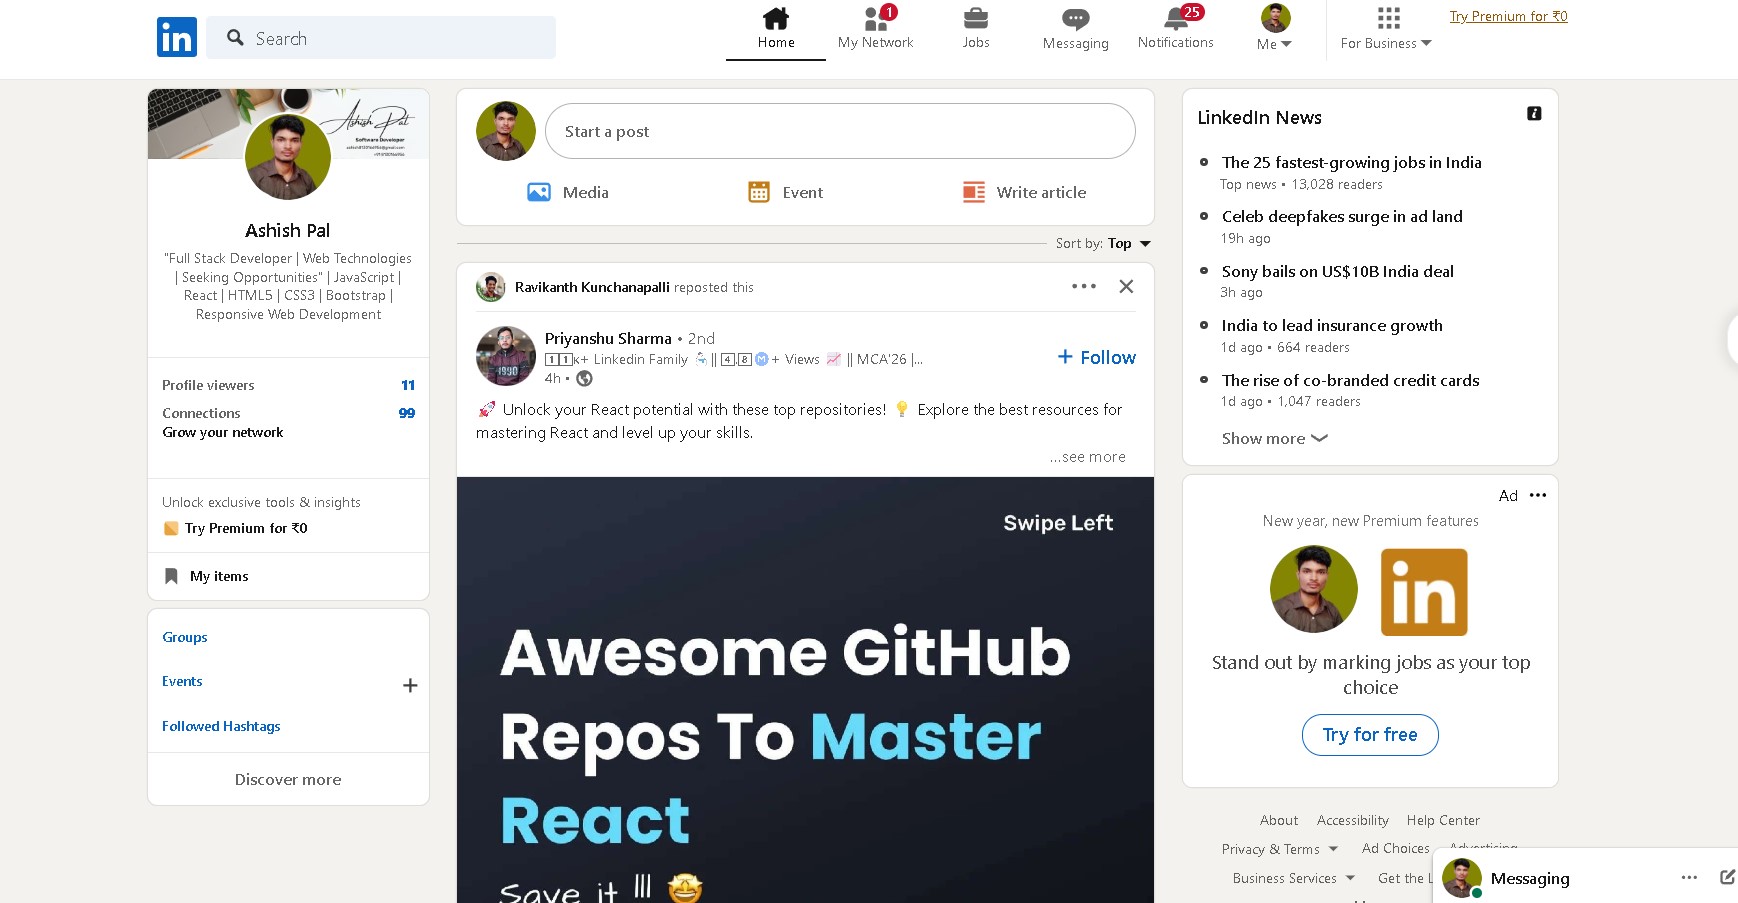 in
Search
Home
1
My Network
Jobs
Messaging
25
Notifications
Me
For Business
Try Premium for ₹0
Ashish Pal
Software Developer
Ashish Pal
"Full Stack Developer | Web Technologies
| Seeking Opportunities" | JavaScript |
React | HTML5 | CSS3 | Bootstrap |
Responsive Web Development
Profile viewers 11
Connections 99
Grow your network
Unlock exclusive tools & insights
Try Premium for ₹0
My items
Groups
Events
Followed Hashtags
Discover more
Start a post
Media
Event
Write article
Sort by: Top
Ravikanth Kunchanapalli reposted this
Priyanshu Sharma • 2nd
1️1️K+ Linkedin Family ⛄ || 4.8 Ⓜ️+ Views 📈 || MCA'26 |...
4h •
+ Follow
🚀 Unlock your React potential with these top repositories! 💡 Explore the best resources for
mastering React and level up your skills.
...see more
Swipe Left
Awesome GitHub
Repos To Master
React
Save it !!! 🤩
LinkedIn News
The 25 fastest-growing jobs in India
Top news • 13,028 readers
Celeb deepfakes surge in ad land
19h ago
Sony bails on US$10B India deal
3h ago
India to lead insurance growth
1d ago • 664 readers
The rise of co-branded credit cards
1d ago • 1,047 readers
Show more
Ad
New year, new Premium features
in
Stand out by marking jobs as your top
choice
Try for free
About Accessibility Help Center
Privacy & Terms Ad Choices Advertising
Business Services Get the L
Messaging